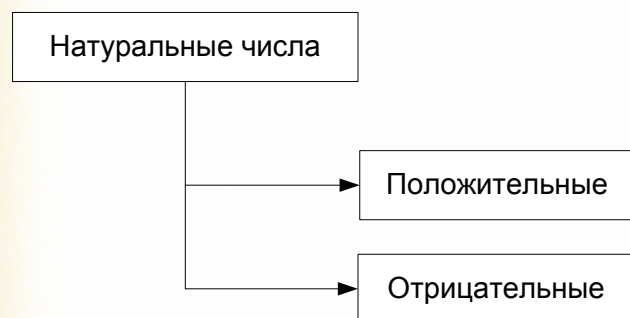 Натуральные числа
Положительные
Отрицательные